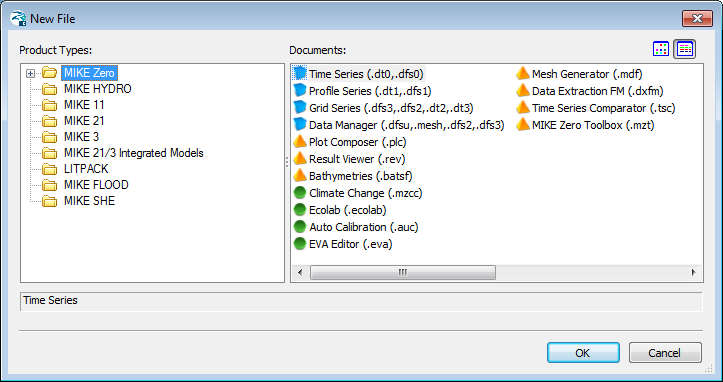 New File
Product Types:
MIKE Zero
MIKE HYDRO
MIKE 11
MIKE 21
MIKE 3
MIKE 21/3 Integrated Models
LITPACK
MIKE FLOOD
MIKE SHE
Documents:
Time Series (.dt0,.dfs0)
Profile Series (.dt1,.dfs1)
Grid Series (.dfs3,.dfs2,.dt2,.dt3)
Data Manager (.dfsu,.mesh,.dfs2,.dfs3)
Plot Composer (.plc)
Result Viewer (.rev)
Bathymetries (.batsf)
Climate Change (.mzcc)
Ecolab (.ecolab)
Auto Calibration (.auc)
EVA Editor (.eva)
Mesh Generator (.mdf)
Data Extraction FM (.dxfm)
Time Series Comparator (.tsc)
MIKE Zero Toolbox (.mzt)
Time Series
OK
Cancel